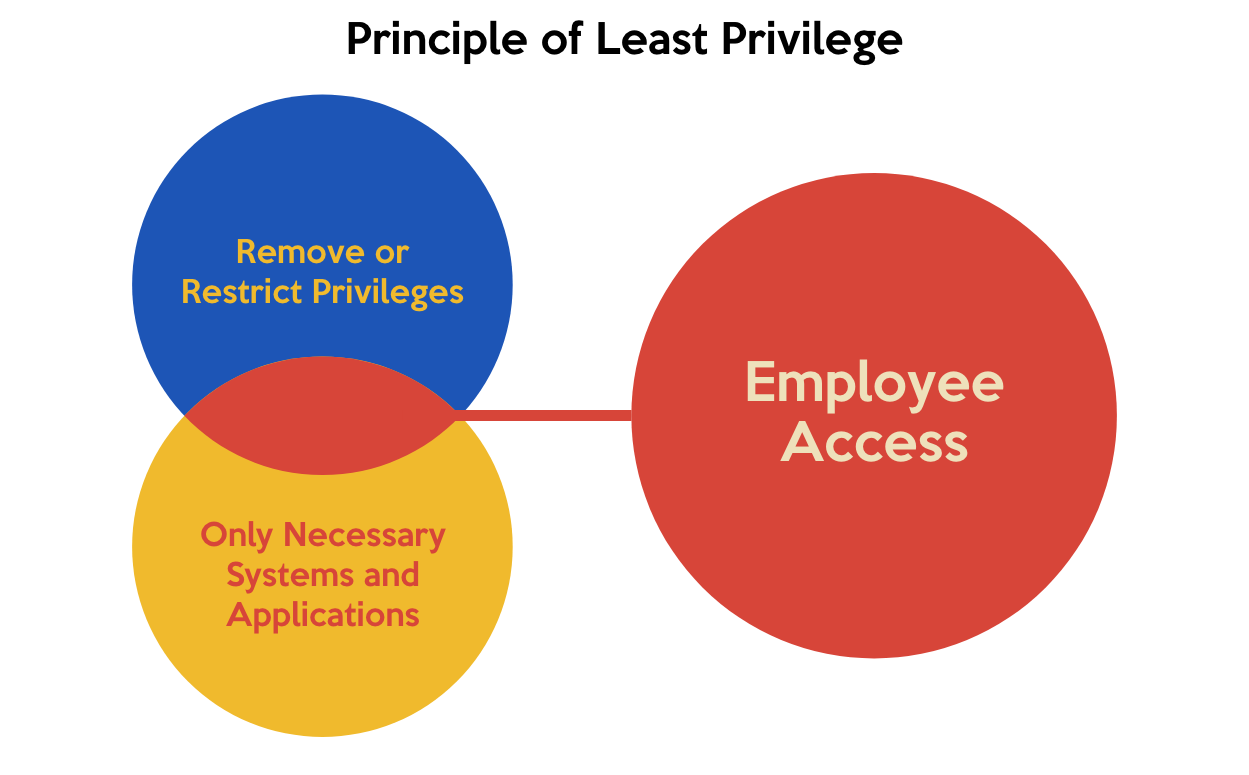 Principle of Least Privilege
Remove or
Restrict Privileges
Employee
Access
Only Necessary
Systems and
Applications